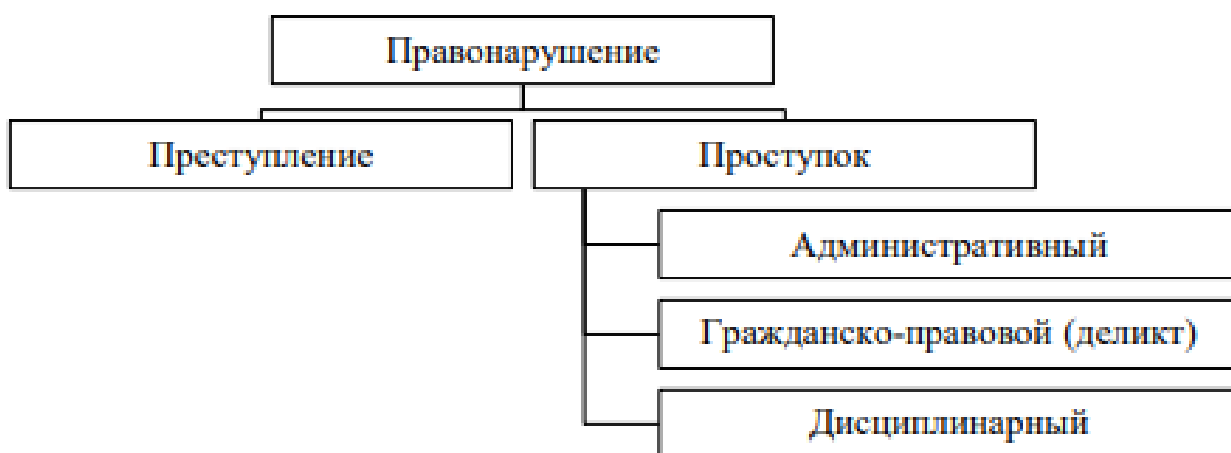 Правонарушение
Преступление
Проступок
Административный
Гражданско-правовой (деликт)
Дисциплинарный